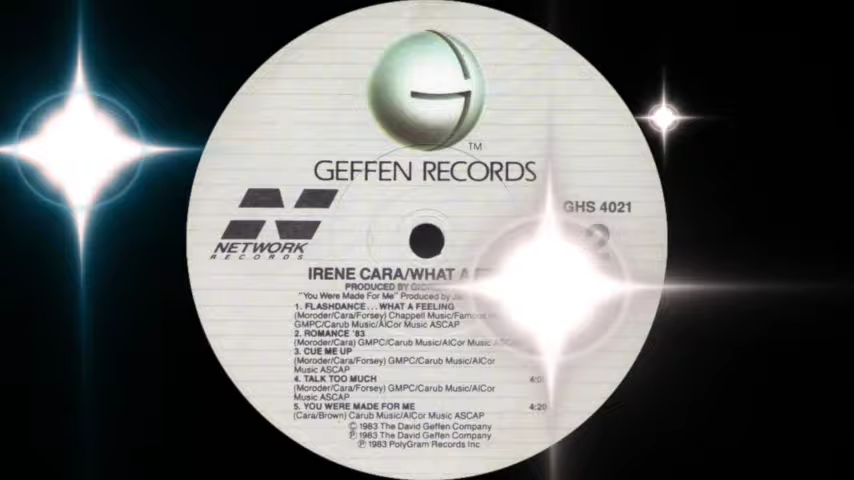 TM
GEFFEN RECORDS
GHS 4021
NETWORK
RECORDS
IRENE CARA/WHAT A
PRODUCED BY
"You Were Made For Me" Produced by
1. FLASHDANCE...WHAT A FEELING
(Moroder/Cara/Forsey) Chappell Music/Famous
GMPC/Carub Music/AlCor Music ASCAP
2. ROMANCE '83
(Moroder/Cara) GMPC/Carub Music/AlCor Music ASCAP
3. CUE ME UP
(Moroder/Cara/Forsey) GMPC/Carub Music/AlCor
Music ASCAP
4. TALK TOO MUCH
(Moroder/Cara/Forsey) GMPC/Carub Music/AlCor
Music ASCAP
5. YOU WERE MADE FOR ME 4:20
(Cara/Brown) Carub Music/AlCor Music ASCAP
© 1983 The David Geffen Company
℗ 1983 The David Geffen Company
℗ 1983 PolyGram Records Inc